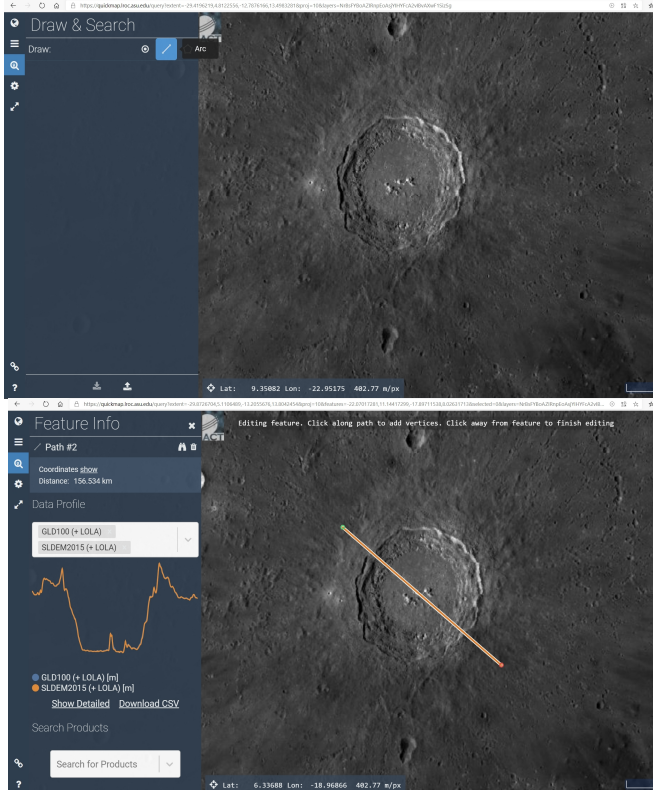 Draw & Search
Draw:
Arc
ACT
?
Lat: 9.35082 Lon: -22.95175 402.77 m/px
Feature Info ×
Path #2
Coordinates show
Distance: 156.534 km
Data Profile
GLD100 (+ LOLA)
SLDEM2015 (+ LOLA)
GLD100 (+ LOLA) [m]
SLDEM2015 (+ LOLA) [m]
Show Detailed Download CSV
Search Products
Search for Products
?
ACT
Editing feature. Click along path to add vertices. Click away from feature to finish editing
Lat: 6.33688 Lon: -18.96866 402.77 m/px